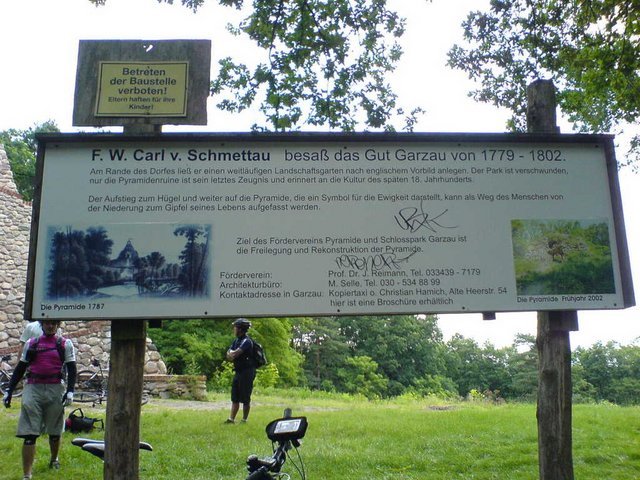 Betreten
der Baustelle
verboten!
Eltern haften für ihre
Kinder!
F. W. Carl v. Schmettau besaß das Gut Garzau von 1779 - 1802.
Am Rande des Dorfes ließ er einen weitläufigen Landschaftsgarten nach englischem Vorbild anlegen. Der Park ist verschwunden,
nur die Pyramidenruine ist sein letztes Zeugnis und erinnert an die Kultur des späten 18. Jahrhunderts.
Der Aufstieg zum Hügel und weiter auf die Pyramide, die ein Symbol für die Ewigkeit darstellt, kann als Weg des Menschen von
der Niederung zum Gipfel seines Lebens aufgefasst werden.
Ziel des Fördervereins Pyramide und Schlosspark Garzau ist
die Freilegung und Rekonstruktion der Pyramide.
Förderverein: Prof. Dr. J. Reimann, Tel. 033439 - 7179
Architekturbüro: M. Selle, Tel. 030 - 534 88 99
Kontaktadresse in Garzau: Kopiertaxi o. Christian Hamich, Alte Heerstr. 54
hier ist eine Broschüre erhältlich
Die Pyramide 1787
Die Pyramide Frühjahr 2002